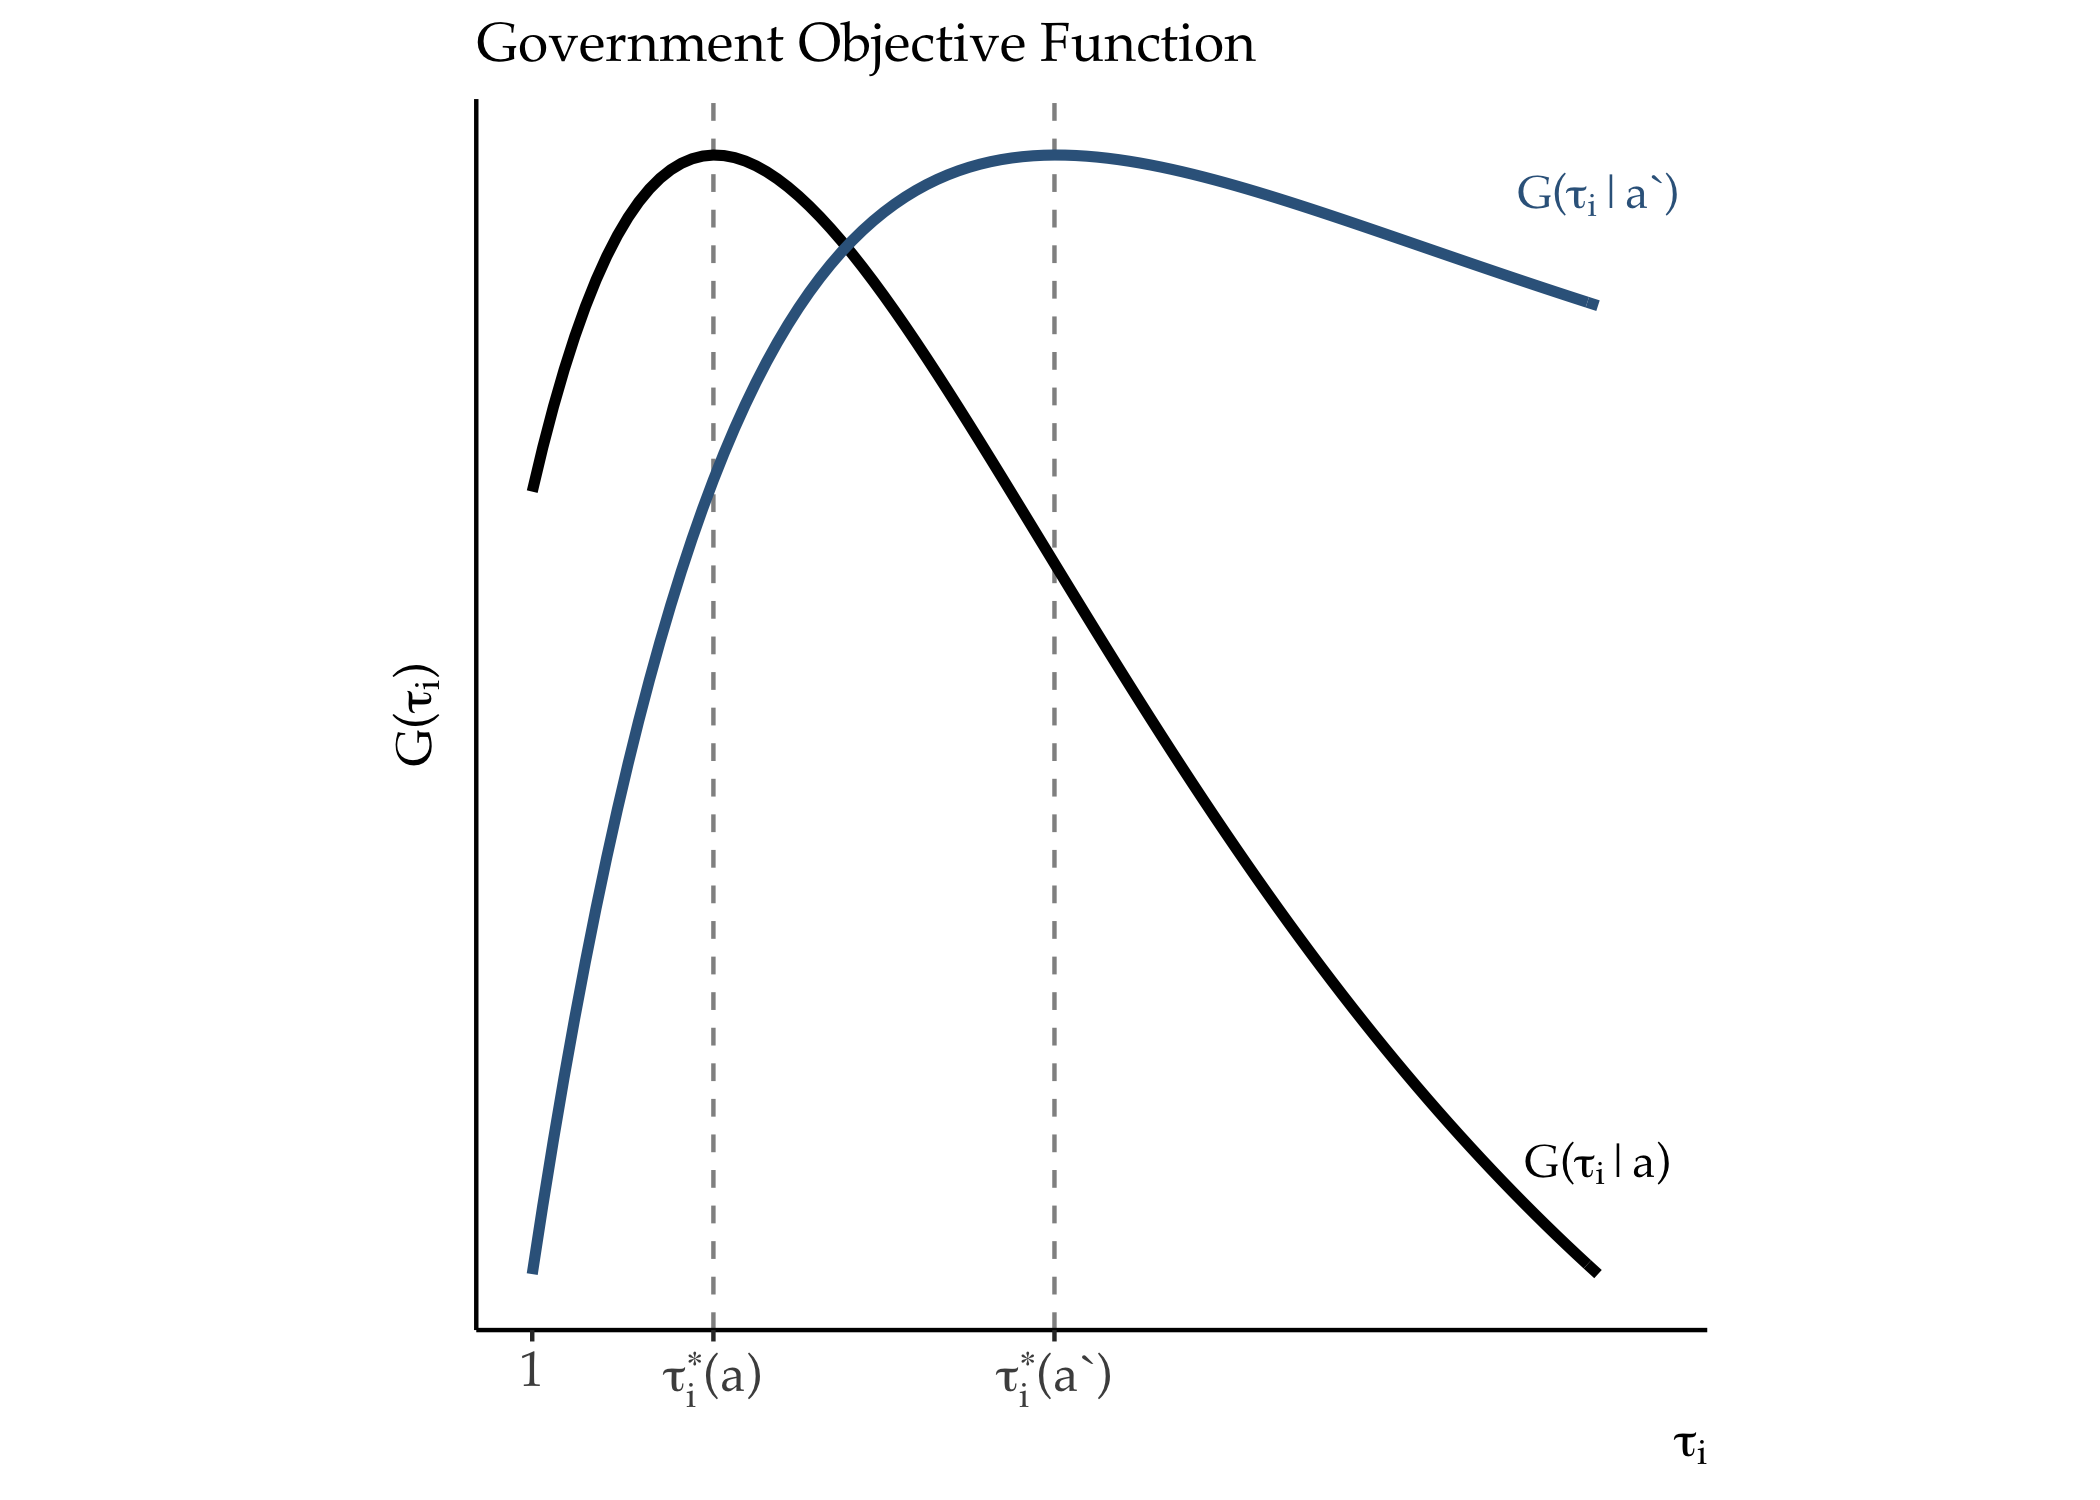 Government Objective Function
G(τi | a`)
G(τi)
G(τi | a)
1
τi*(a)
τi*(a`)
τi